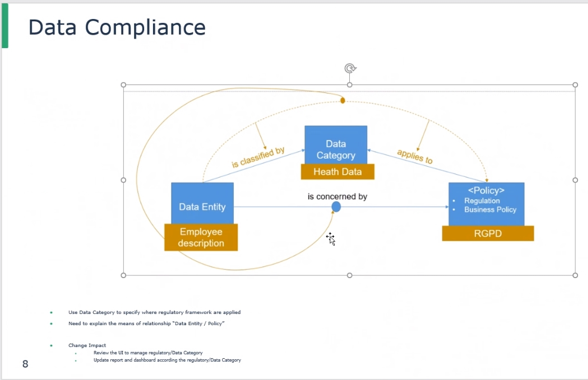 Data Compliance
Data
Category
Heath Data
is classified by
applies to
<Policy>
• Regulation
• Business Policy
RGPD
is concerned by
Data Entity
Employee
description
• Use Data Category to specify where regulatory framework are applied
• Need to explain the means of relationship "Data Entity / Policy"
• Change Impact
Review the UI to manage regulatory/Data Category
Update report and dashboard according the regulatory/Data Category
8